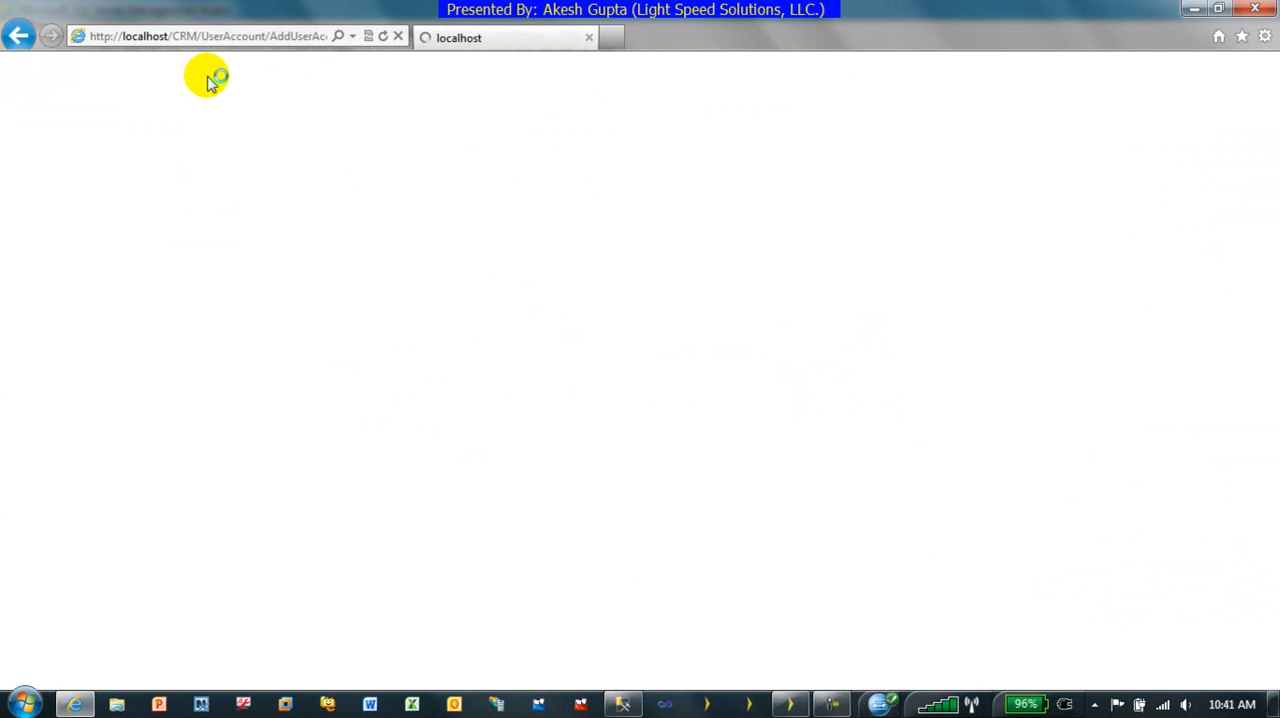 Presented By: Akesh Gupta (Light Speed Solutions, LLC.)
http://localhost/CRM/UserAccount/AddUserAc
localhost
96%
10:41 AM